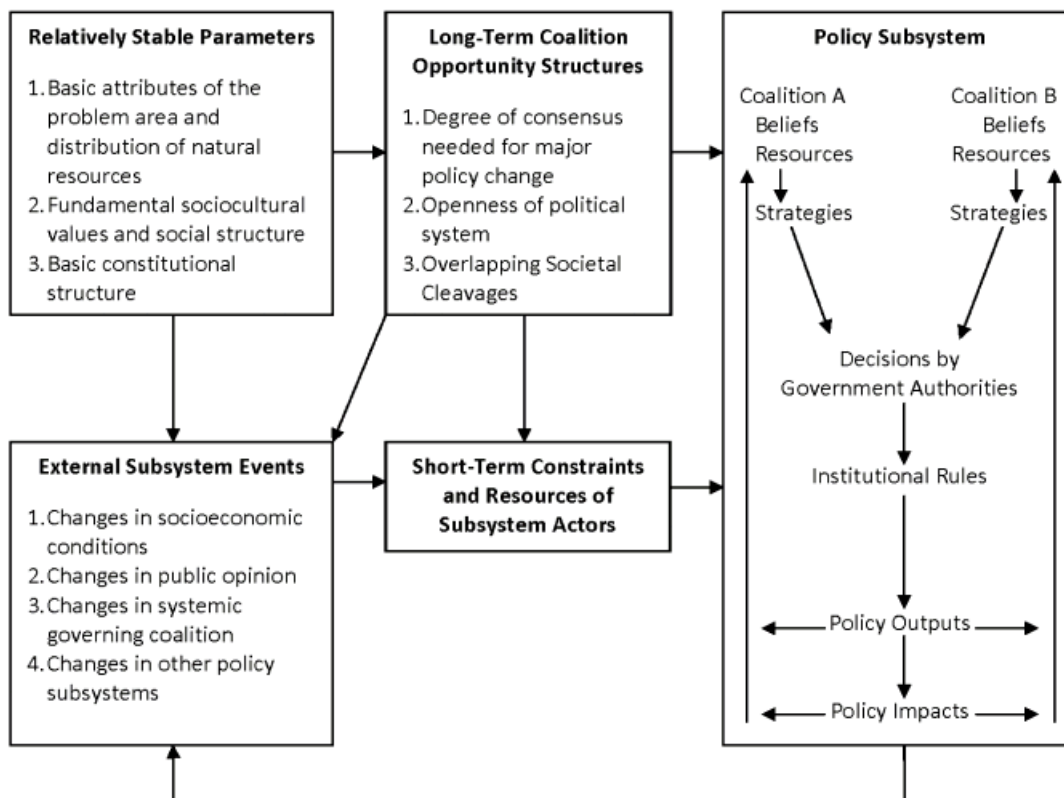 Relatively Stable Parameters
1. Basic attributes of the
problem area and
distribution of natural
resources
2. Fundamental sociocultural
values and social structure
3. Basic constitutional
structure
Long-Term Coalition
Opportunity Structures
1. Degree of consensus
needed for major
policy change
2. Openness of political
system
3. Overlapping Societal
Cleavages
Policy Subsystem
Coalition A
Beliefs
Resources
Strategies
Coalition B
Beliefs
Resources
Strategies
Decisions by
Government Authorities
Institutional Rules
Policy Outputs
Policy Impacts
External Subsystem Events
1. Changes in socioeconomic
conditions
2. Changes in public opinion
3. Changes in systemic
governing coalition
4. Changes in other policy
subsystems
Short-Term Constraints
and Resources of
Subsystem Actors